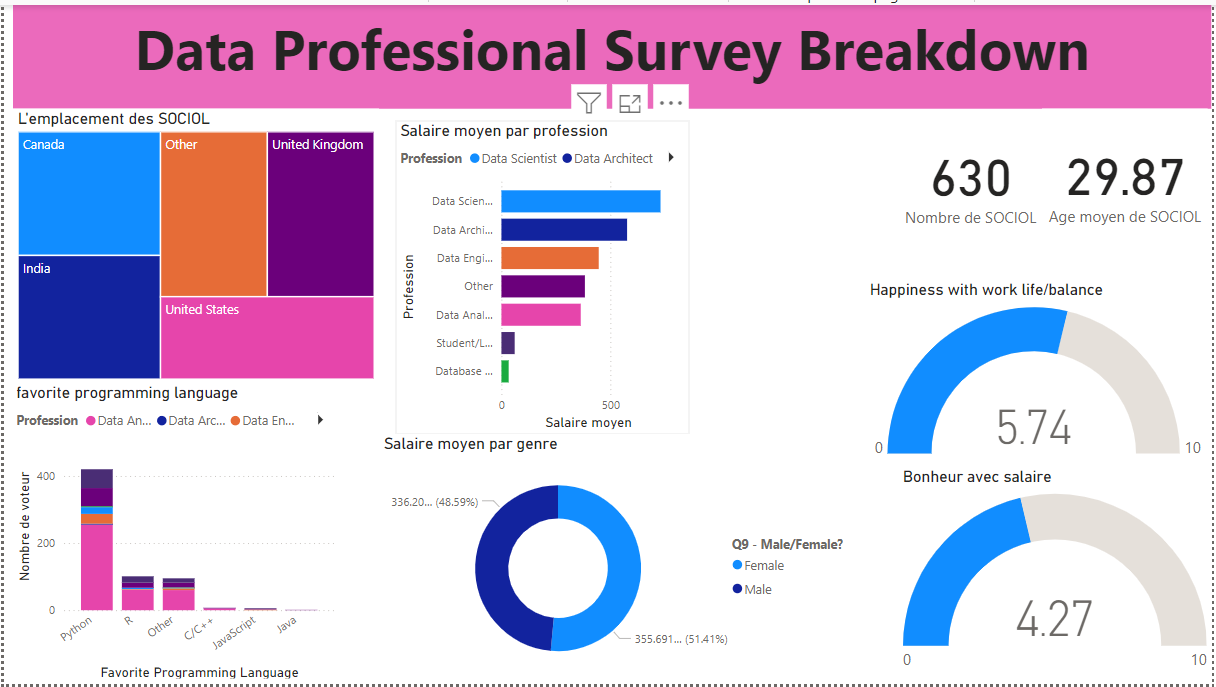 Data Professional Survey Breakdown
L'emplacement des SOCIOL
Canada
Other
United Kingdom
India
United States
Salaire moyen par profession
Profession Data Scientist Data Architect
Profession
Data Scien...
Data Archi...
Data Engi...
Other
Data Anal...
Student/L...
Database ...
0 500
Salaire moyen
630
Nombre de SOCIOL
29.87
Age moyen de SOCIOL
Happiness with work life/balance
5.74
0 10
favorite programming language
Profession Data An... Data Arc... Data En...
Nombre de voteur
400
200
0
Python R Other C/C++ JavaScript Java
Favorite Programming Language
Salaire moyen par genre
336.20... (48.59%)
355.691... (51.41%)
Q9 - Male/Female?
Female
Male
Bonheur avec salaire
4.27
0 10